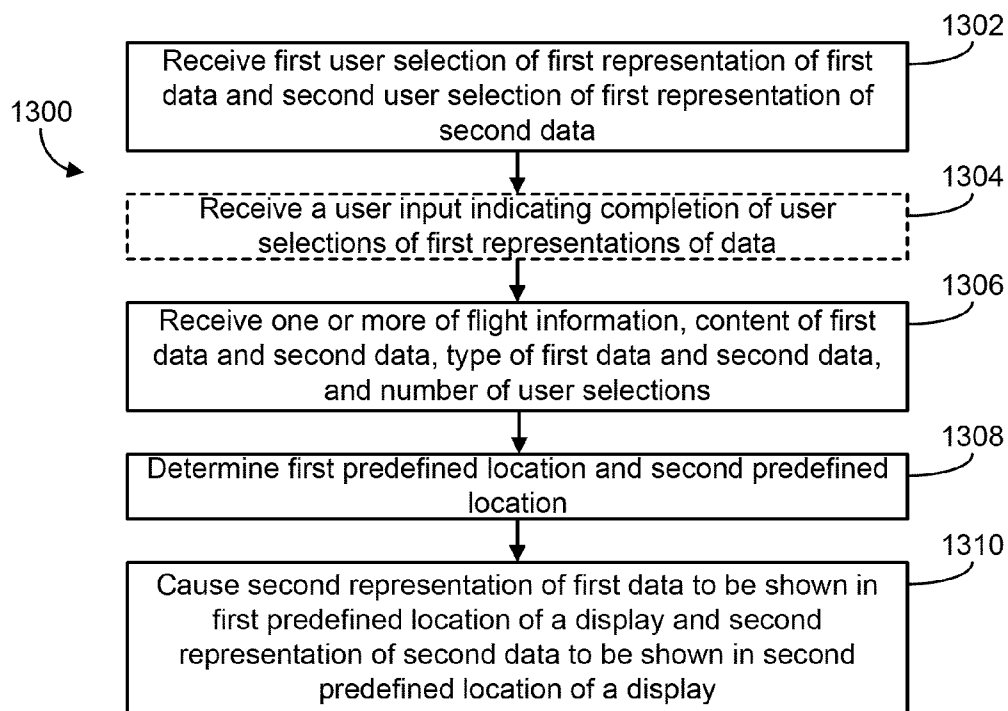 1302
Receive first user selection of first representation of first
data and second user selection of first representation of
second data
1300
1304
Receive a user input indicating completion of user
selections of first representations of data
1306
Receive one or more of flight information, content of first
data and second data, type of first data and second data,
and number of user selections
1308
Determine first predefined location and second predefined
location
1310
Cause second representation of first data to be shown in
first predefined location of a display and second
representation of second data to be shown in second
predefined location of a display